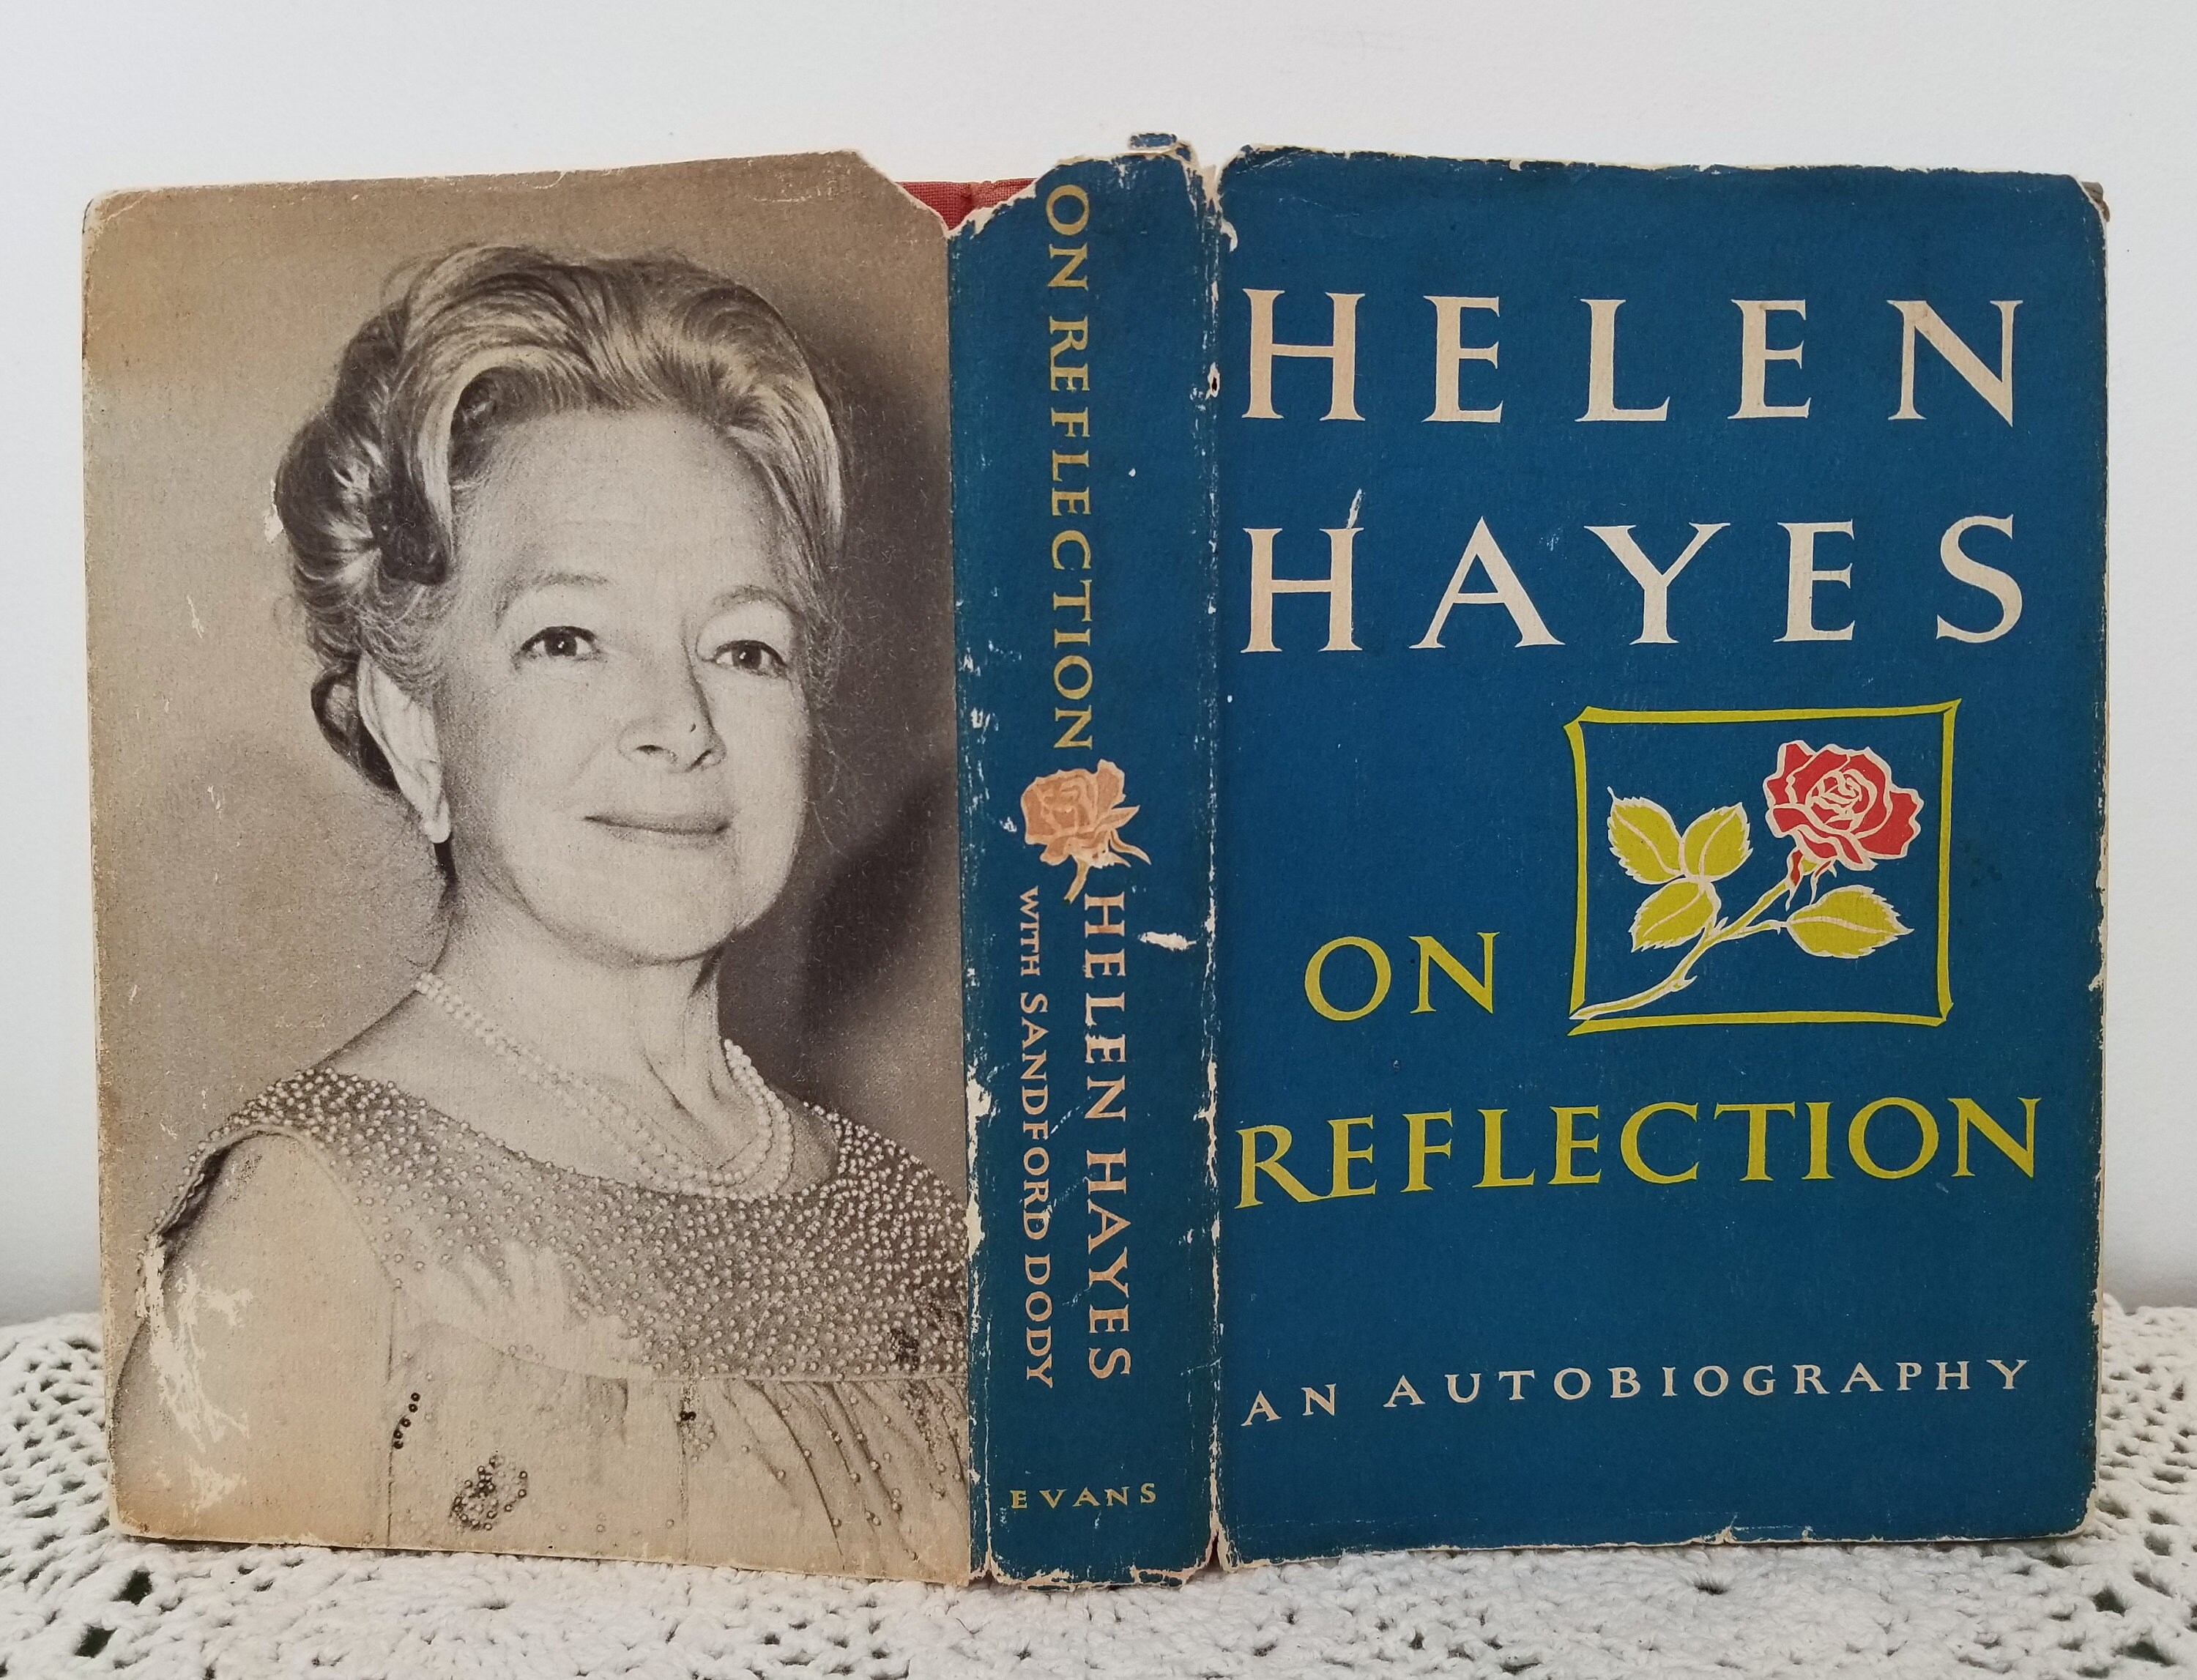 ON REFLECTION
HELEN HAYES
WITH SANDFORD DODY
EVANS
HELEN
HAYES
ON
REFLECTION
AN AUTOBIOGRAPHY